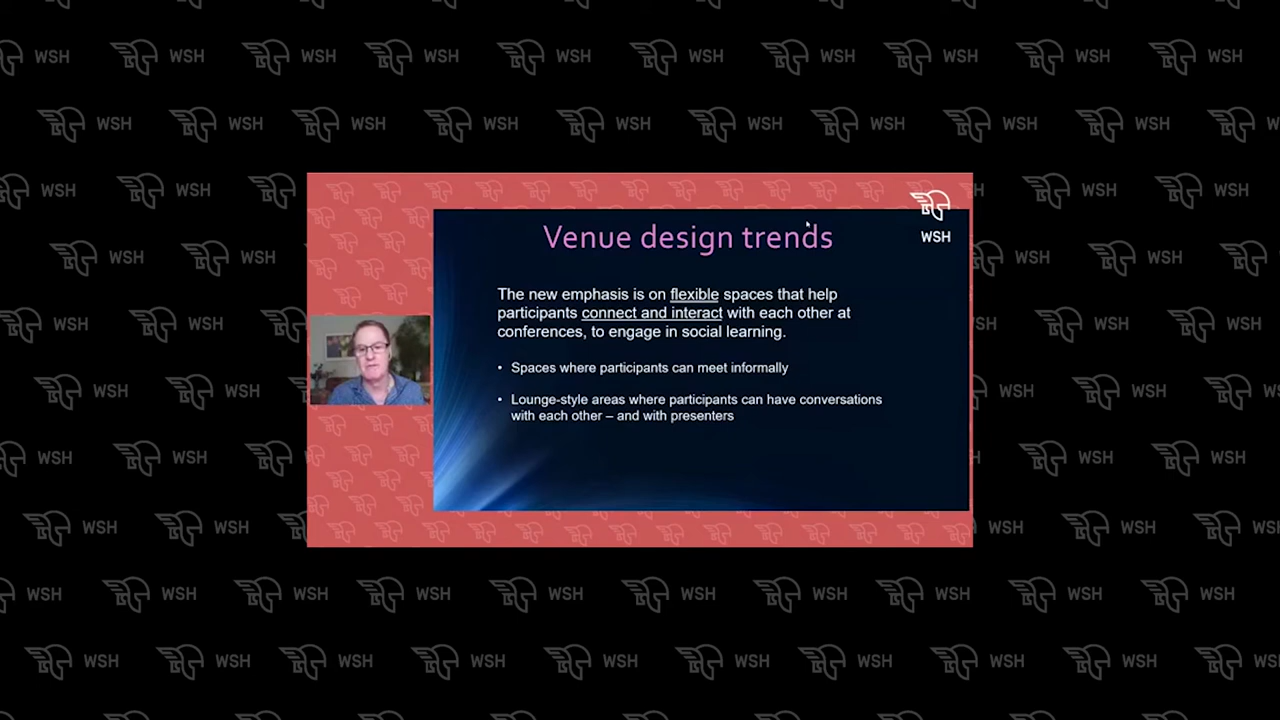 Venue design trends
WSH
The new emphasis is on flexible spaces that help
participants connect and interact with each other at
conferences, to engage in social learning.
• Spaces where participants can meet informally
• Lounge-style areas where participants can have conversations
with each other – and with presenters